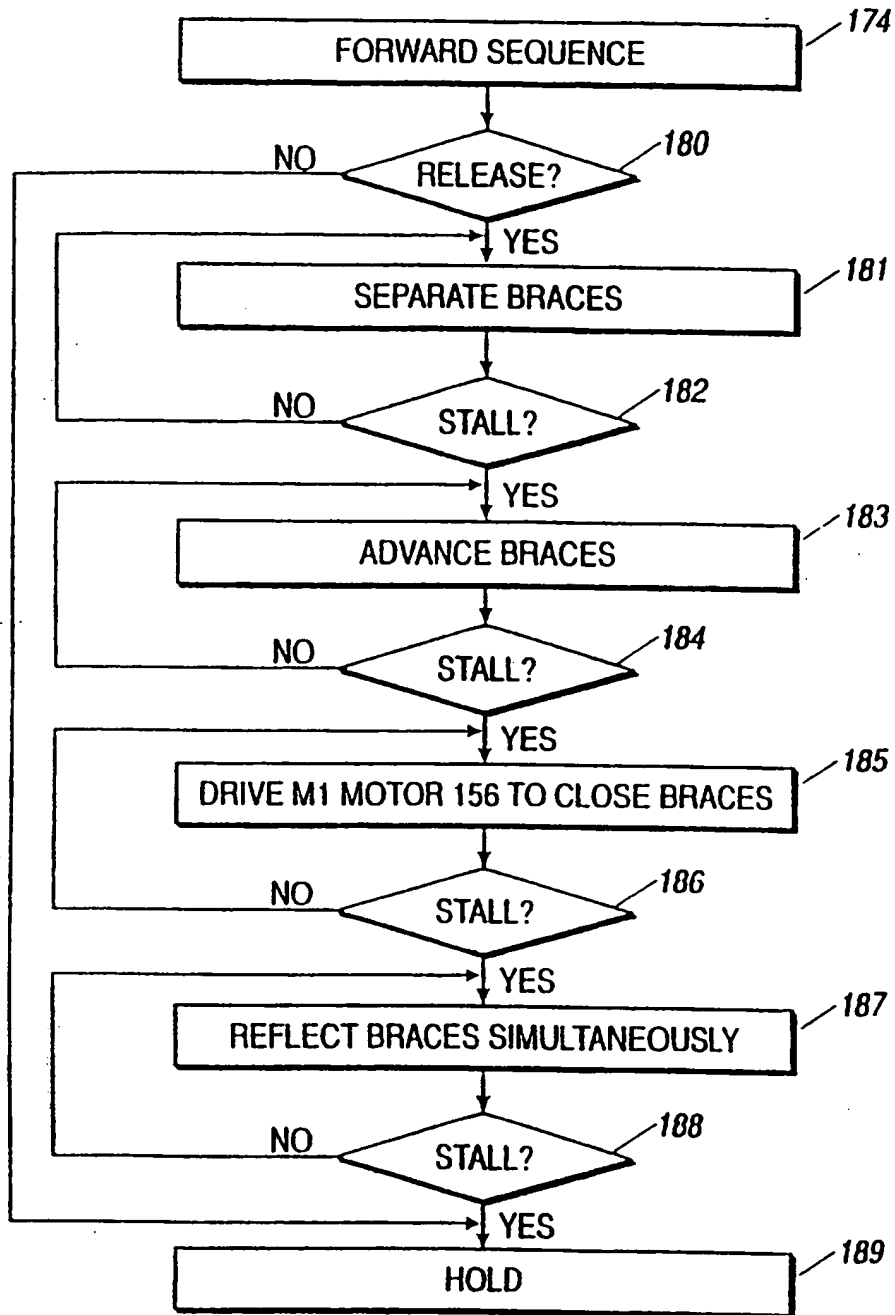 174
FORWARD SEQUENCE
180
NO
RELEASE?
YES
181
SEPARATE BRACES
182
NO
STALL?
YES
183
ADVANCE BRACES
184
NO
STALL?
YES
185
DRIVE M1 MOTOR 156 TO CLOSE BRACES
186
NO
STALL?
YES
187
REFLECT BRACES SIMULTANEOUSLY
188
NO
STALL?
YES
189
HOLD